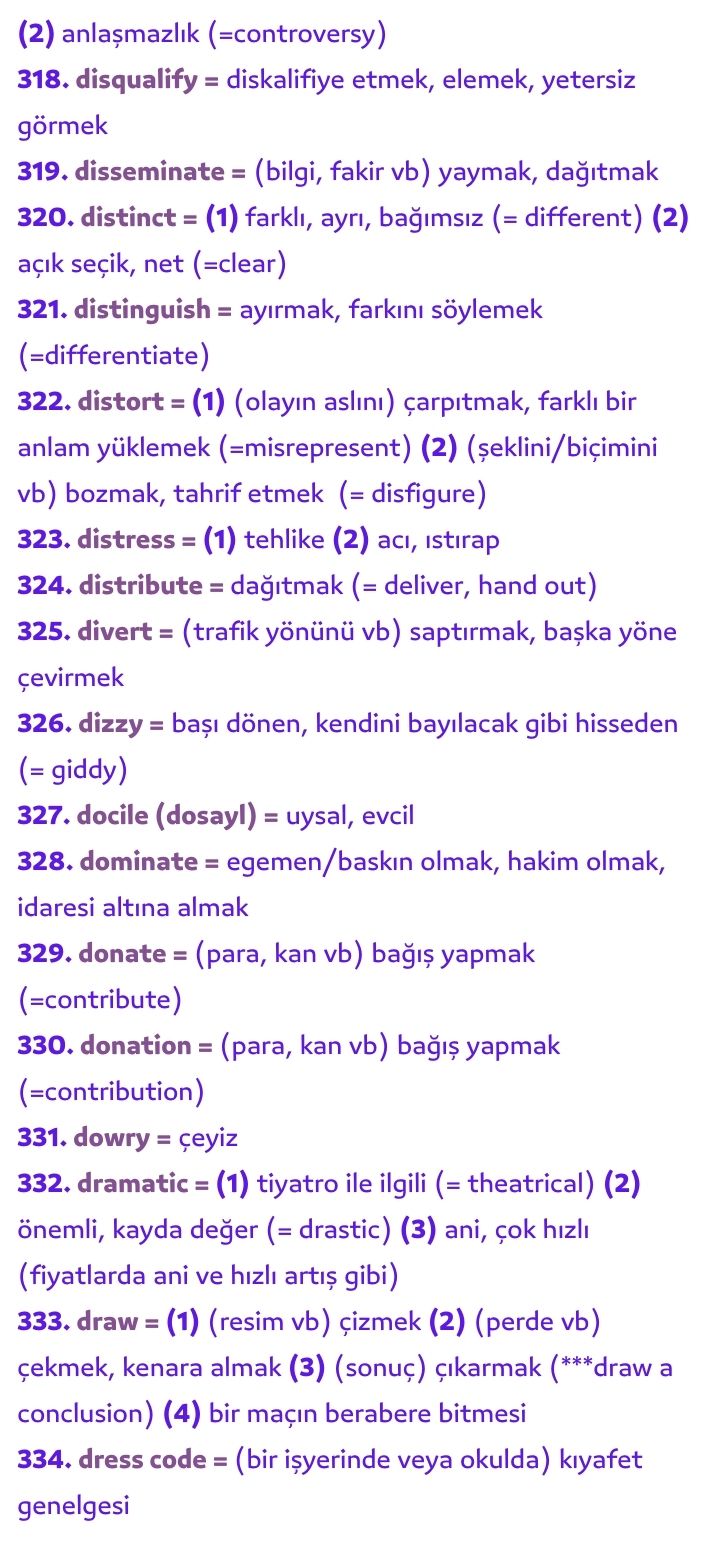 (2) anlaşmazlık (=controversy)
318. disqualify = diskalifiye etmek, elemek, yetersiz
görmek
319. disseminate = (bilgi, fakir vb) yaymak, dağıtmak
320. distinct = (1) farklı, ayrı, bağımsız (= different) (2)
açık seçik, net (=clear)
321. distinguish = ayırmak, farkını söylemek
(=differentiate)
322. distort = (1) (olayın aslını) çarpıtmak, farklı bir
anlam yüklemek (=misrepresent) (2) (şeklini/biçimini
vb) bozmak, tahrif etmek  (= disfigure)
323. distress = (1) tehlike (2) acı, ıstırap
324. distribute = dağıtmak (= deliver, hand out)
325. divert = (trafik yönünü vb) saptırmak, başka yöne
çevirmek
326. dizzy = başı dönen, kendini bayılacak gibi hisseden
(= giddy)
327. docile (dosayl) = uysal, evcil
328. dominate = egemen/baskın olmak, hakim olmak,
idaresi altına almak
329. donate = (para, kan vb) bağış yapmak
(=contribute)
330. donation = (para, kan vb) bağış yapmak
(=contribution)
331. dowry = çeyiz
332. dramatic = (1) tiyatro ile ilgili (= theatrical) (2)
önemli, kayda değer (= drastic) (3) ani, çok hızlı
(fiyatlarda ani ve hızlı artış gibi)
333. draw = (1) (resim vb) çizmek (2) (perde vb)
çekmek, kenara almak (3) (sonuç) çıkarmak (***draw a
conclusion) (4) bir maçın berabere bitmesi
334. dress code = (bir işyerinde veya okulda) kıyafet
genelgesi